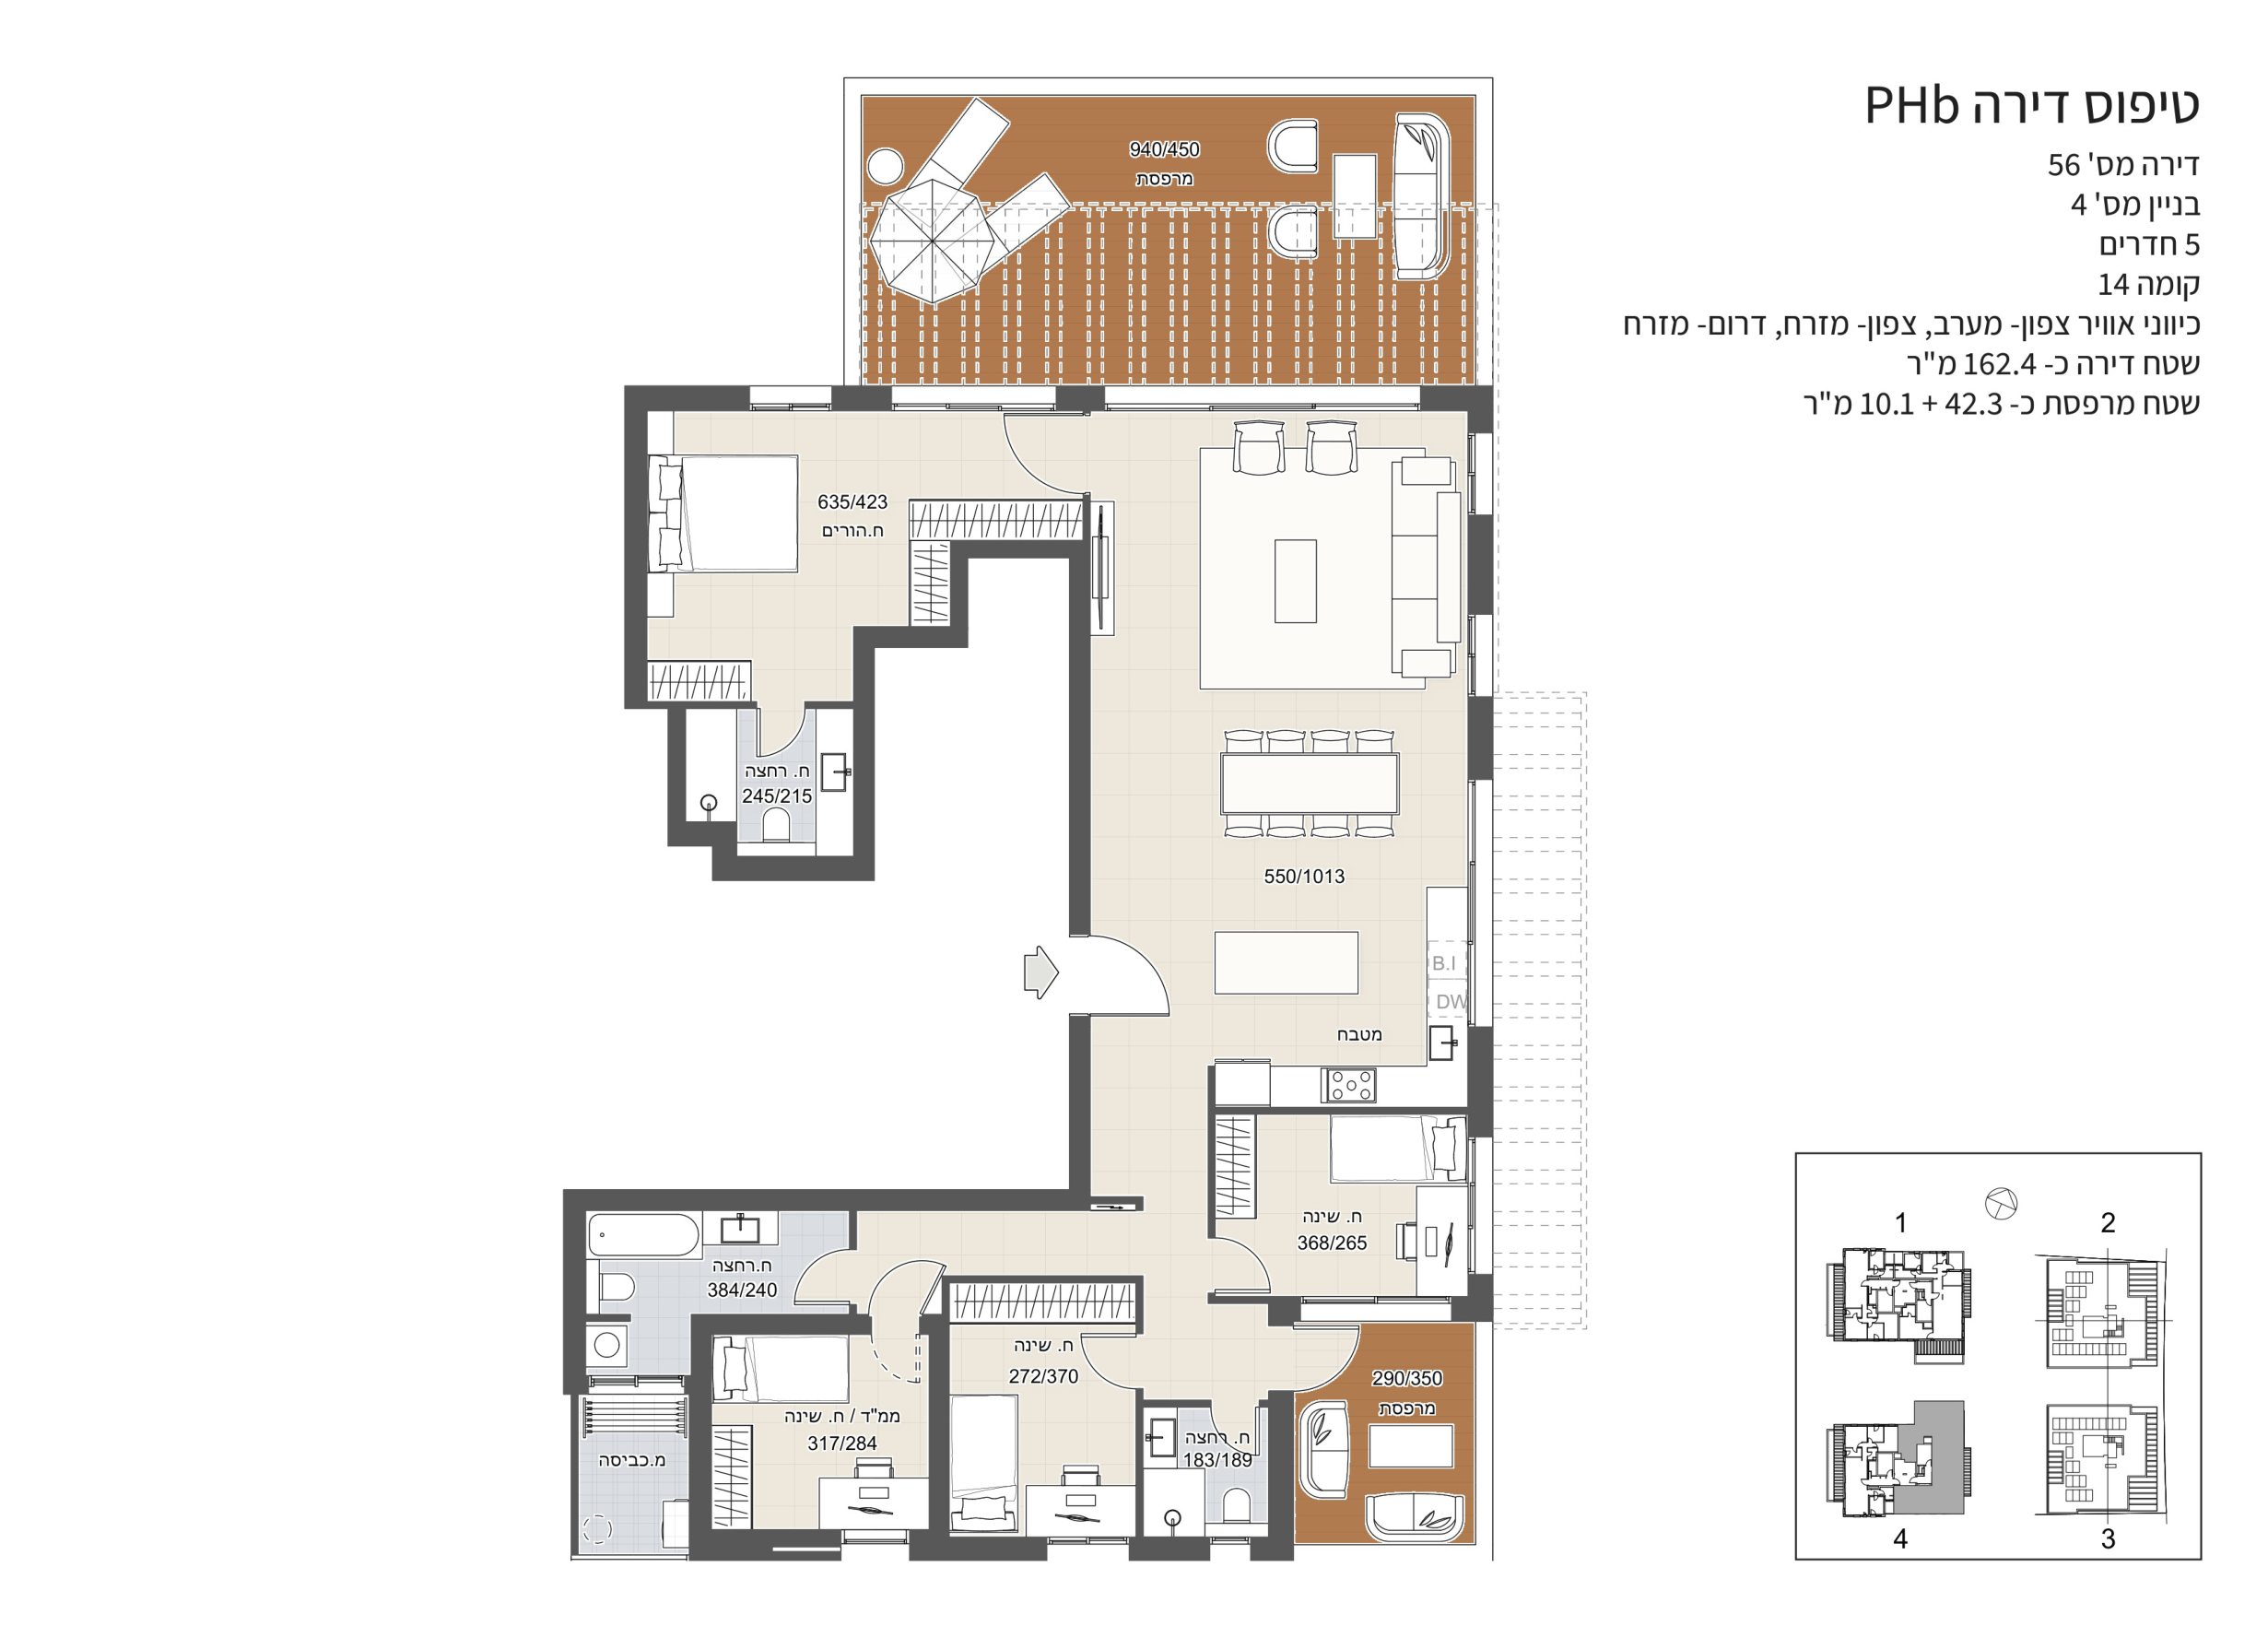 טיפוס דירה PHb
דירה מס' 56
בניין מס' 4
5 חדרים
קומה 14
כיווני אוויר צפון- מערב, צפון- מזרח, דרום- מזרח
שטח דירה כ- 162.4 מ"ר
שטח מרפסת כ- 42.3 + 10.1 מ"ר
940/450
מרפסת
635/423
ח.הורים
ח. רחצה
245/215
550/1013
B.I
DW
מטבח
ח. שינה
368/265
ח.רחצה
384/240
ח. שינה
272/370
290/350
מרפסת
ממ"ד / ח. שינה
317/284
ח. רחצה
183/189
מ.כביסה
1
2
4
3